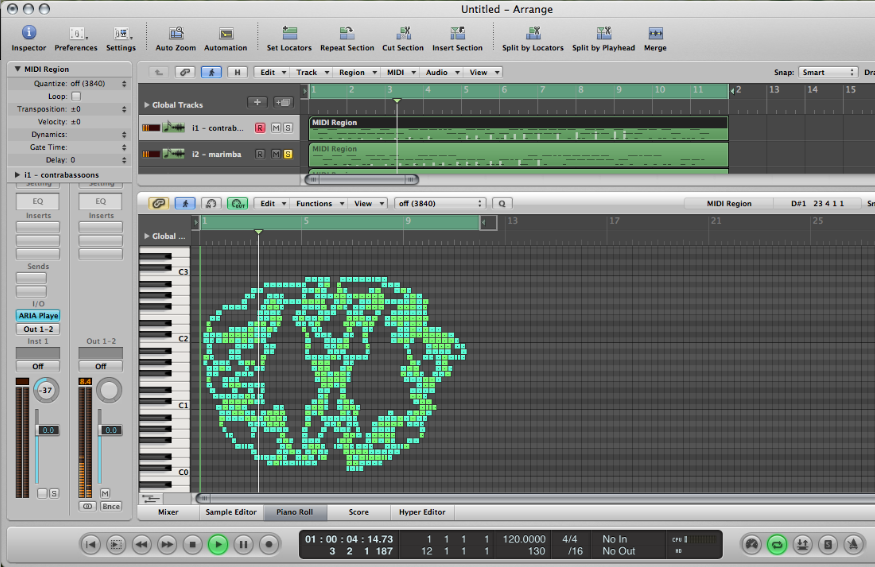 Untitled - Arrange
Inspector Preferences Settings Auto Zoom Automation Set Locators Repeat Section Cut Section Insert Section Split by Locators Split by Playhead Merge
MIDI Region
Quantize: off (3840)
Loop:
Transposition: ±0
Velocity: ±0
Dynamics:
Gate Time:
Delay: 0
i1 - contrabassoons
H Edit Track Region MIDI Audio View Snap: Smart Dra
Global Tracks
1 2 3 4 5 6 7 8 9 10 11 12 13 14 15
i1 - contrab... R M S
MIDI Region
i2 - marimba R M S
MIDI Region
Edit Functions View off (3840) Q MIDI Region D#1 23 4 1 1 Sn
Global ...
1 5 9 13 17 21 25
C3
C2
C1
C0
Setting Setting
EQ EQ
Inserts Inserts
Sends
I/O
ARIA Playe
Out 1-2
Inst 1 Out 1-2
Off Off
-37 8.4
0.0 0.0
S M
Bnce
Mixer Sample Editor Piano Roll Score Hyper Editor
01 : 00 : 04 : 14.73 1 1 1 1 120.0000 4/4 No In CPU
3 2 1 187 12 1 1 1 130 /16 No Out HD
S